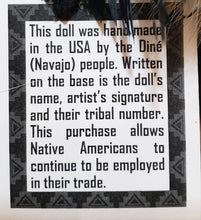 This doll was hand made
in the USA by the Diné
(Navajo) people. Written
on the base is the doll's
name, artist's signature
and their tribal number.
This purchase allows
Native Americans to
continue to be employed
in their trade.